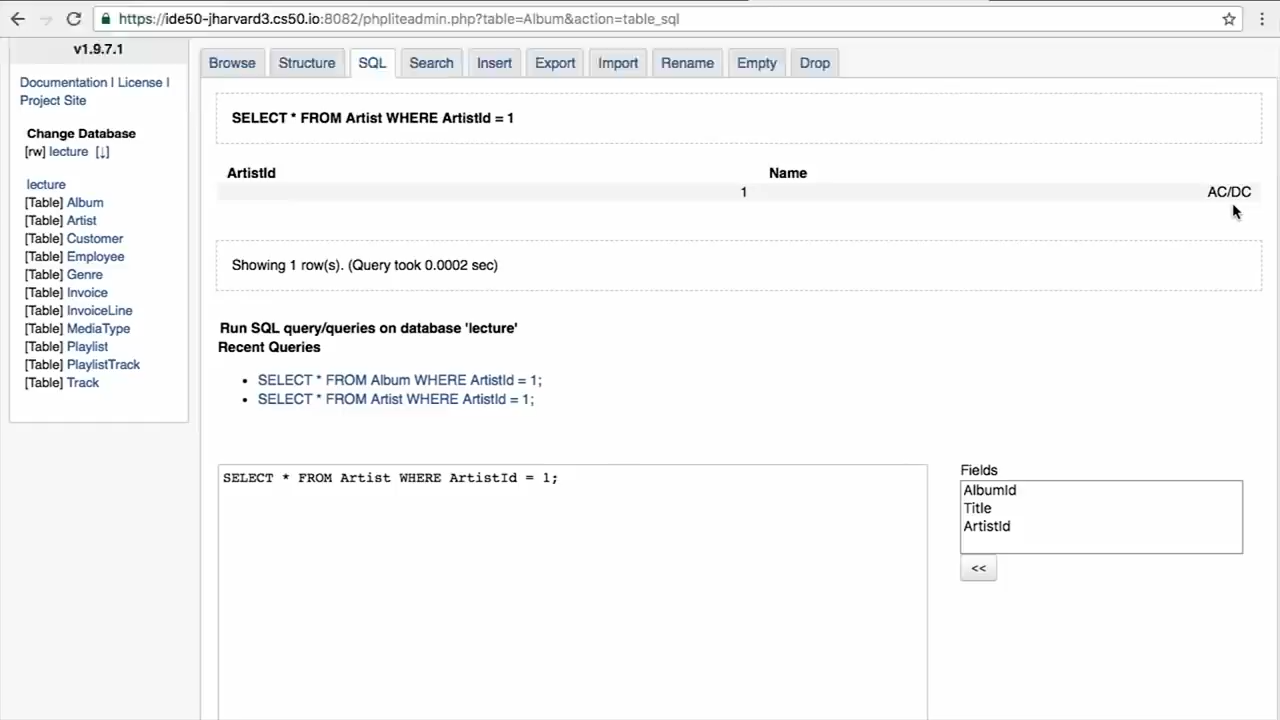 https://ide50-jharvard3.cs50.io:8082/phpliteadmin.php?table=Album&action=table_sql
v1.9.7.1
Documentation | License |
Project Site
Change Database
[rw] lecture [↓]
lecture
[Table] Album
[Table] Artist
[Table] Customer
[Table] Employee
[Table] Genre
[Table] Invoice
[Table] InvoiceLine
[Table] MediaType
[Table] Playlist
[Table] PlaylistTrack
[Table] Track
Browse Structure SQL Search Insert Export Import Rename Empty Drop
SELECT * FROM Artist WHERE ArtistId = 1
ArtistId Name
1 AC/DC
Showing 1 row(s). (Query took 0.0002 sec)
Run SQL query/queries on database 'lecture'
Recent Queries
• SELECT * FROM Album WHERE ArtistId = 1;
• SELECT * FROM Artist WHERE ArtistId = 1;
SELECT * FROM Artist WHERE ArtistId = 1;
Fields
AlbumId
Title
ArtistId
<<